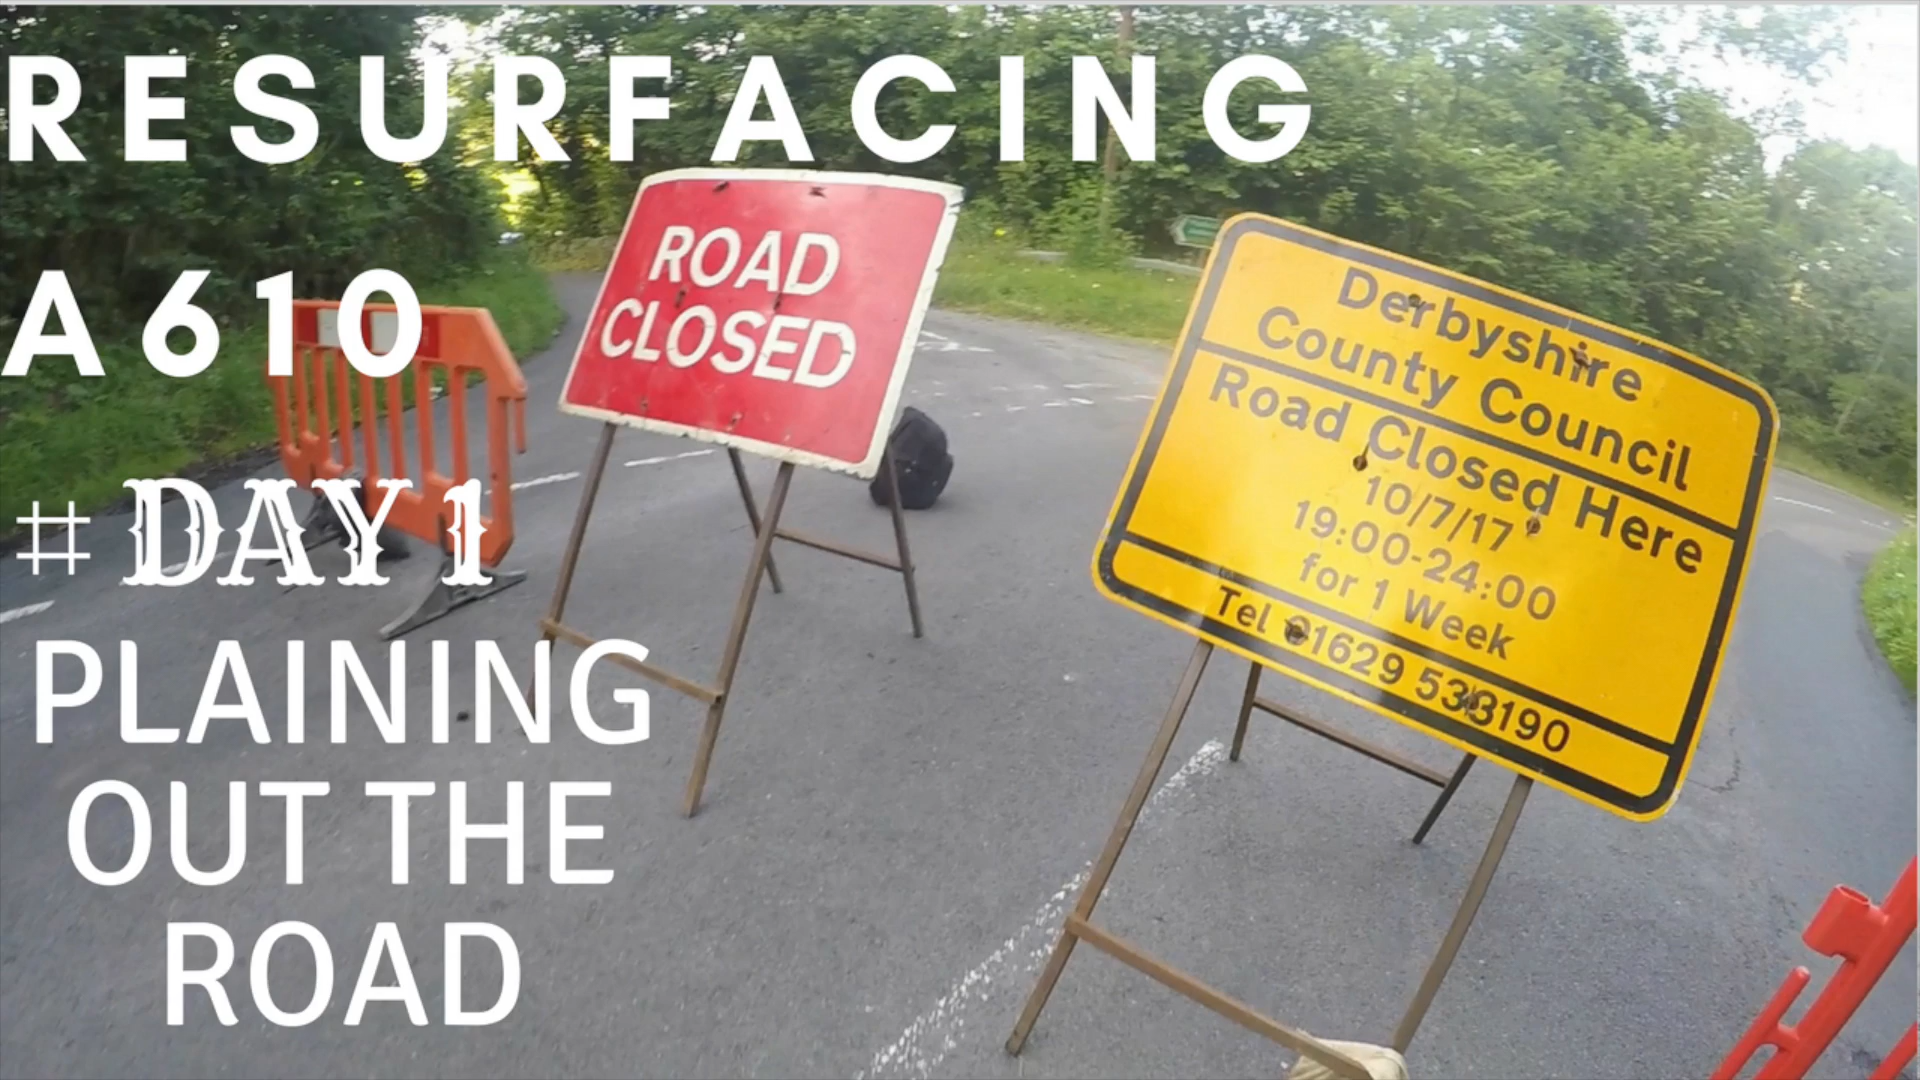 RESURFACING
A610
# DAY 1
PLAINING
OUT THE
ROAD
ROAD
CLOSED
Derbyshire
County Council
Road Closed Here
10/7/17
19:00-24:00
for 1 Week
Tel 01629 533190